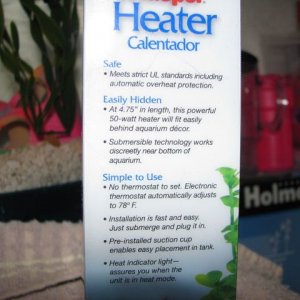 Heater
Calentador
Safe
• Meets strict UL standards including
automatic overheat protection.
Easily Hidden
• At 4.75" in length, this powerful
50-watt heater will fit easily
behind aquarium décor.
• Submersible technology works
discreetly near bottom of
aquarium.
Simple to Use
• No thermostat to set. Electronic
thermostat automatically adjusts
to 78° F.
• Installation is fast and easy.
Just submerge and plug it in.
• Pre-installed suction cup
enables easy placement in tank.
• Heat indicator light—
assures you when the
unit is in heat mode.